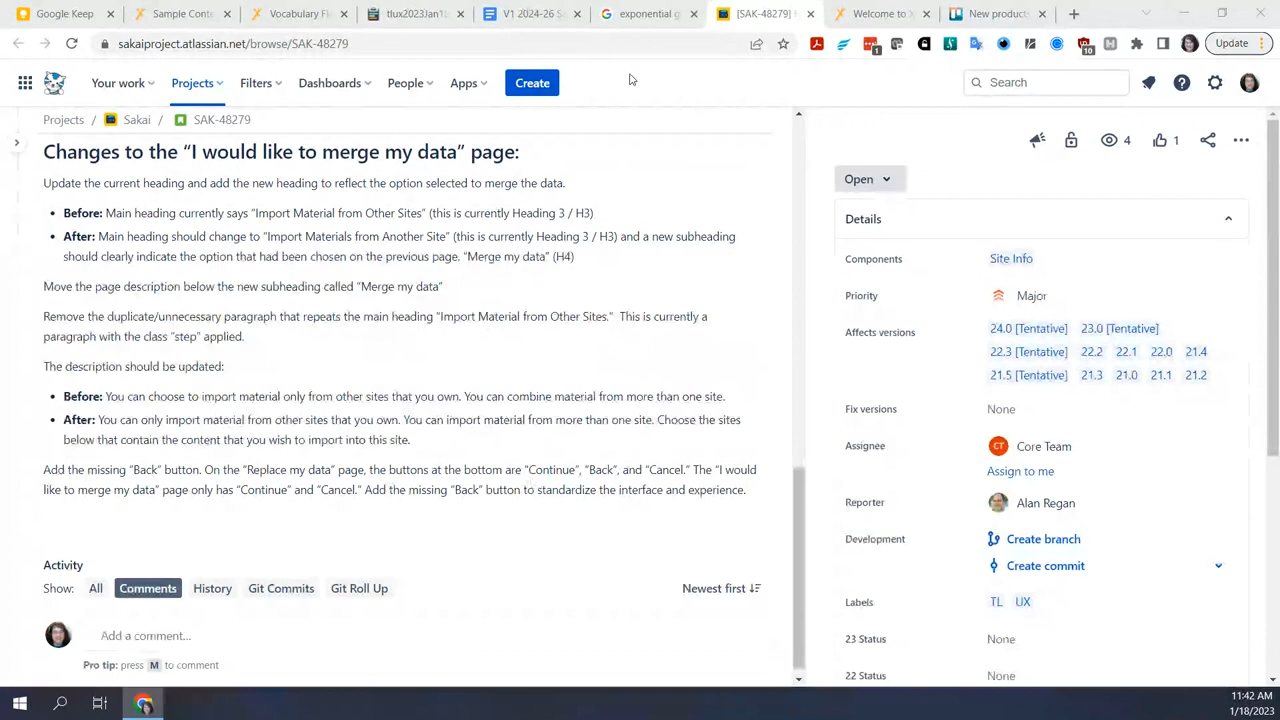 Google Keep
Sample Conte
Vocabulary Fl
tlux2023Jan1
V1 2024-26 S
exponential g
[SAK-48279]
Welcome to
New products
sakaiproject.atlassian.net/browse/SAK-48279
1
10
Update
Your work
Projects
Filters
Dashboards
People
Apps
Create
Search
Projects / Sakai / SAK-48279
Changes to the “I would like to merge my data” page:
Update the current heading and add the new heading to reflect the option selected to merge the data.
• Before: Main heading currently says “Import Material from Other Sites” (this is currently Heading 3 / H3)
• After: Main heading should change to “Import Materials from Another Site” (this is currently Heading 3 / H3) and a new subheading
should clearly indicate the option that had been chosen on the previous page. “Merge my data” (H4)
Move the page description below the new subheading called “Merge my data”
Remove the duplicate/unnecessary paragraph that repeats the main heading “Import Material from Other Sites.” This is currently a
paragraph with the class “step” applied.
The description should be updated:
• Before: You can choose to import material only from other sites that you own. You can combine material from more than one site.
• After: You can only import material from other sites that you own. You can import material from more than one site. Choose the sites
below that contain the content that you wish to import into this site.
Add the missing “Back” button. On the “Replace my data” page, the buttons at the bottom are “Continue”, “Back”, and “Cancel.” The “I would
like to merge my data” page only has “Continue” and “Cancel.” Add the missing “Back” button to standardize the interface and experience.
Activity
Show: All Comments History Git Commits Git Roll Up
Newest first
Add a comment...
Pro tip: press M to comment
4
1
Open
Details
Components Site Info
Priority Major
Affects versions 24.0 [Tentative] 23.0 [Tentative]
22.3 [Tentative] 22.2 22.1 22.0 21.4
21.5 [Tentative] 21.3 21.0 21.1 21.2
Fix versions None
Assignee CT Core Team
Assign to me
Reporter Alan Regan
Development Create branch
Create commit
Labels TL UX
23 Status None
22 Status None
11:42 AM
1/18/2023